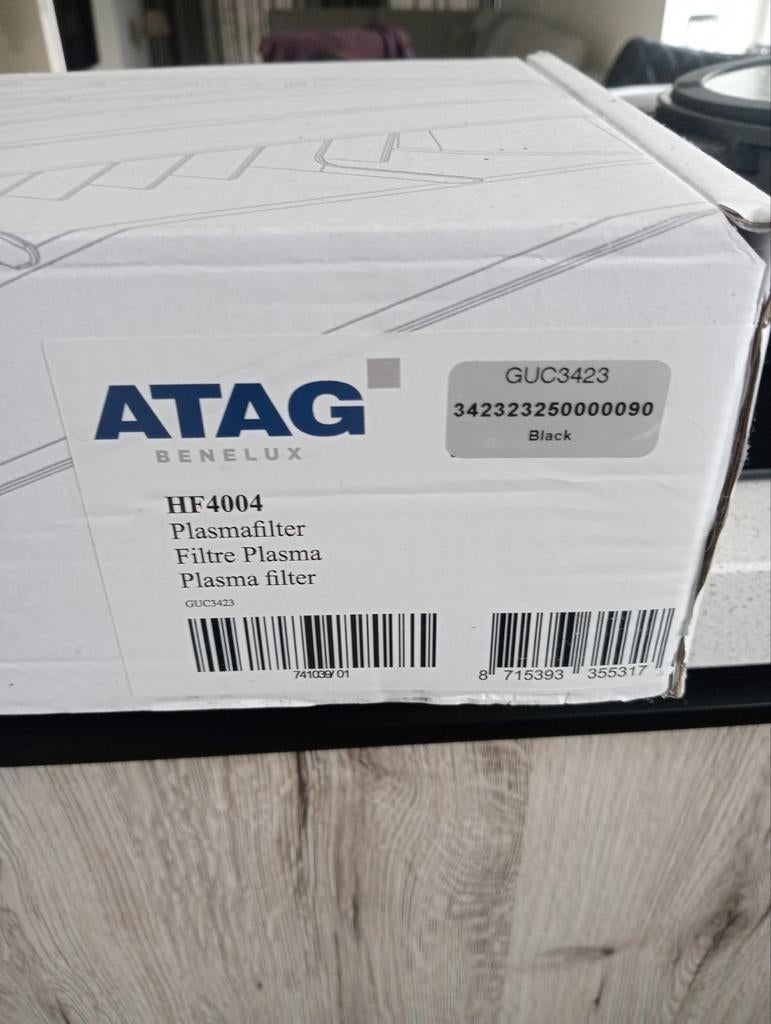 ATAG
BENELUX
GUC3423
342323250000090
Black
HF4004
Plasmafilter
Filtre Plasma
Plasma filter
GUC3423
741039/01
8 715393 355317